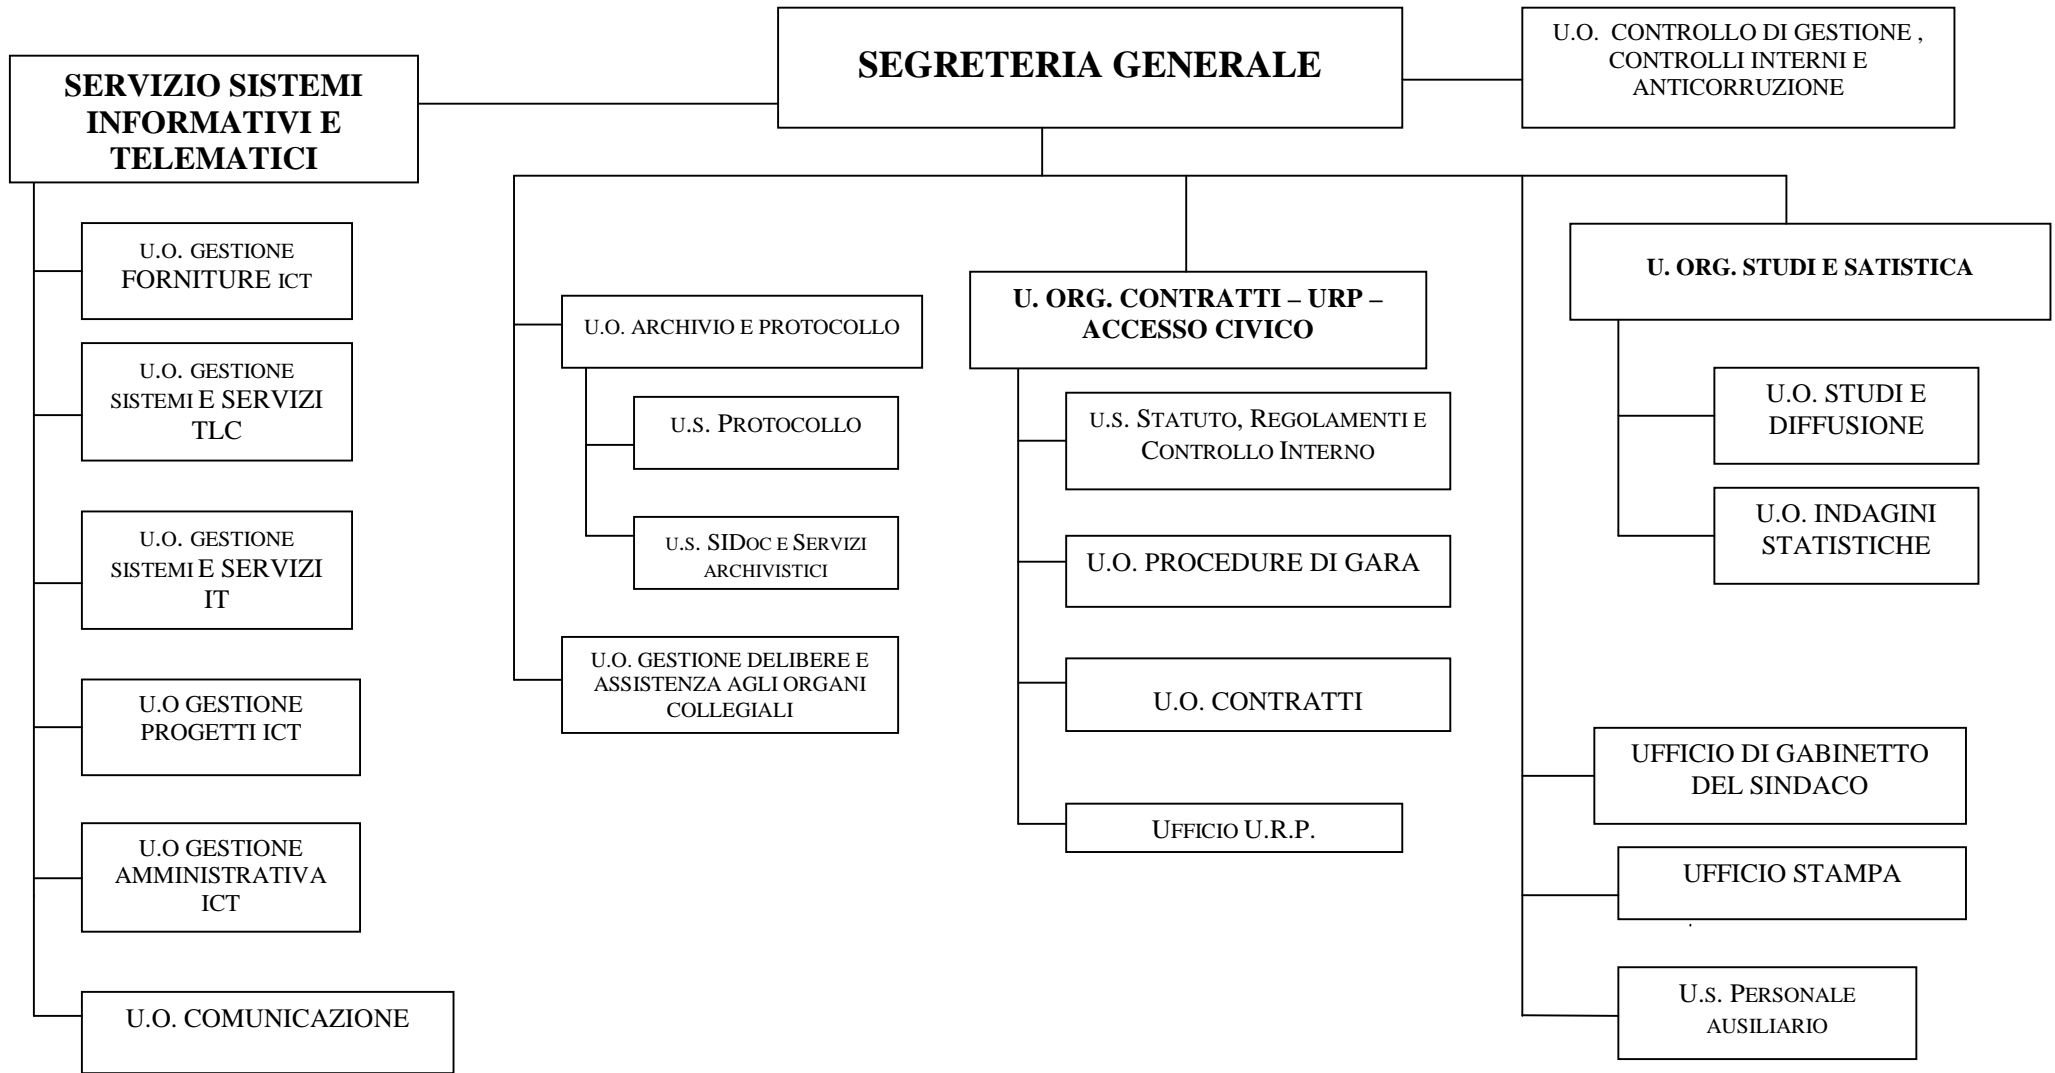 SEGRETERIA GENERALE
U.O. CONTROLLO DI GESTIONE ,
CONTROLLI INTERNI E
ANTICORRUZIONE
SERVIZIO SISTEMI
INFORMATIVI E
TELEMATICI
U.O. GESTIONE
FORNITURE ICT
U.O. GESTIONE
SISTEMI E SERVIZI
TLC
U.O. GESTIONE
SISTEMI E SERVIZI
IT
U.O GESTIONE
PROGETTI ICT
U.O GESTIONE
AMMINISTRATIVA
ICT
U.O. COMUNICAZIONE
U.O. ARCHIVIO E PROTOCOLLO
U.S. PROTOCOLLO
U.S. SIDOC E SERVIZI
ARCHIVISTICI
U.O. GESTIONE DELIBERE E
ASSISTENZA AGLI ORGANI
COLLEGIALI
U. ORG. CONTRATTI – URP –
ACCESSO CIVICO
U.S. STATUTO, REGOLAMENTI E
CONTROLLO INTERNO
U.O. PROCEDURE DI GARA
U.O. CONTRATTI
UFFICIO U.R.P.
U. ORG. STUDI E SATISTICA
U.O. STUDI E
DIFFUSIONE
U.O. INDAGINI
STATISTICHE
UFFICIO DI GABINETTO
DEL SINDACO
UFFICIO STAMPA
U.S. PERSONALE
AUSILIARIO